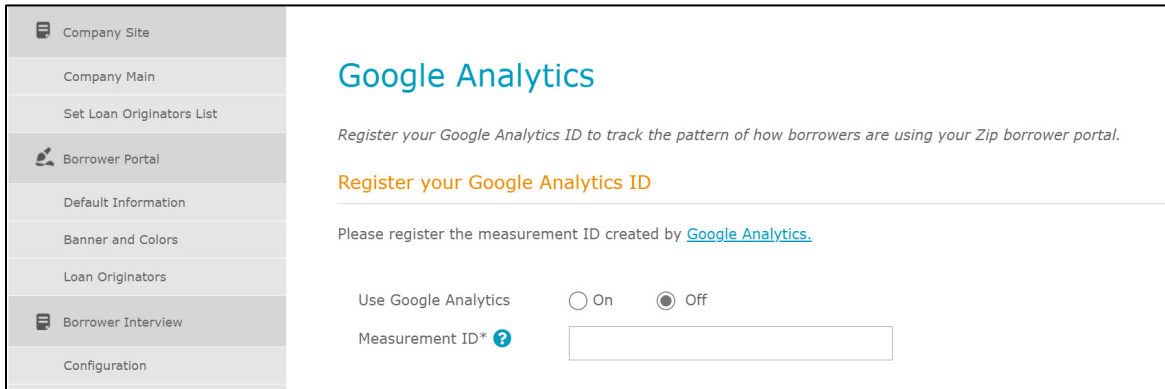 Company Site
Company Main
Set Loan Originators List
Borrower Portal
Default Information
Banner and Colors
Loan Originators
Borrower Interview
Configuration
Google Analytics
Register your Google Analytics ID to track the pattern of how borrowers are using your Zip borrower portal.
Register your Google Analytics ID
Please register the measurement ID created by Google Analytics.
Use Google Analytics On Off
Measurement ID* ?